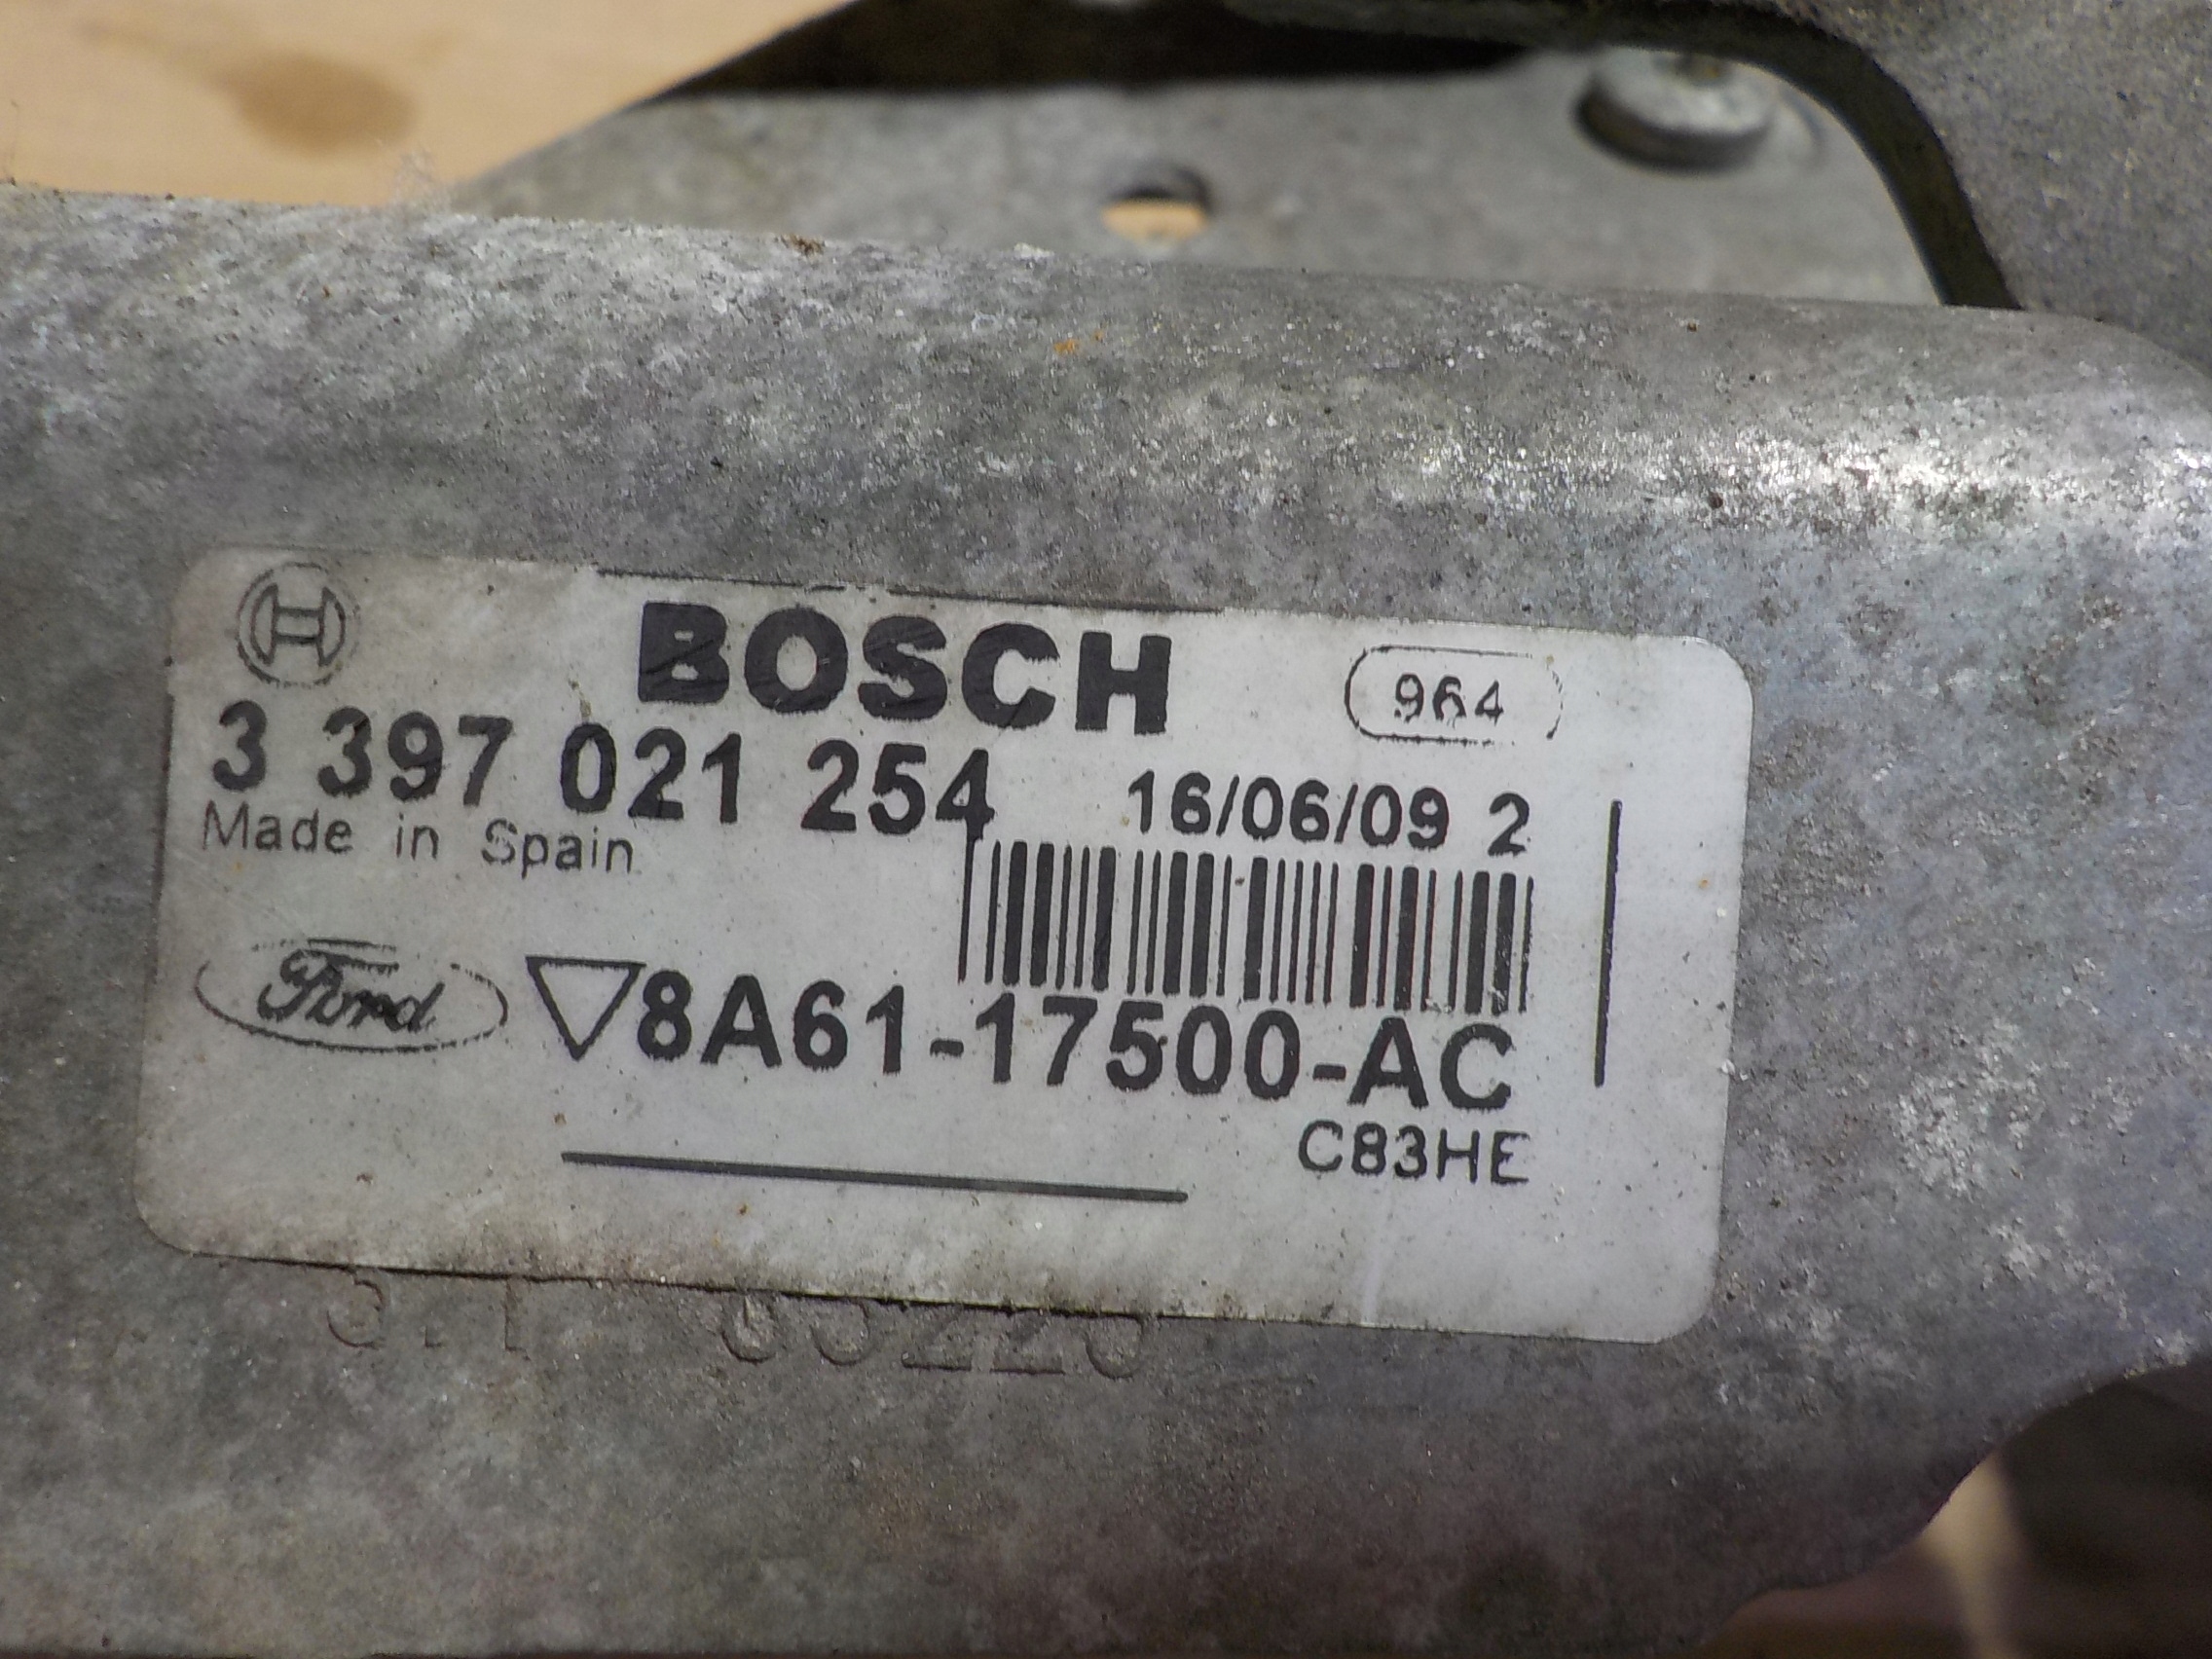 BOSCH 964
3 397 021 254 16/06/09 2
Made in Spain
Ford 8A61-17500-AC
C83HE